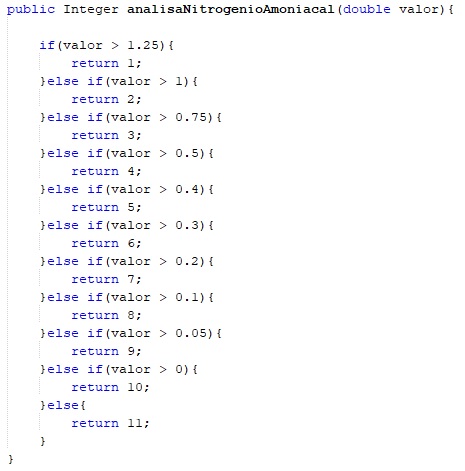 public Integer analisaNitrogenioAmoniacal(double valor){
if(valor > 1.25){
return 1;
}else if(valor > 1){
return 2;
}else if(valor > 0.75){
return 3;
}else if(valor > 0.5){
return 4;
}else if(valor > 0.4){
return 5;
}else if(valor > 0.3){
return 6;
}else if(valor > 0.2){
return 7;
}else if(valor > 0.1){
return 8;
}else if(valor > 0.05){
return 9;
}else if(valor > 0){
return 10;
}else{
return 11;
}
}